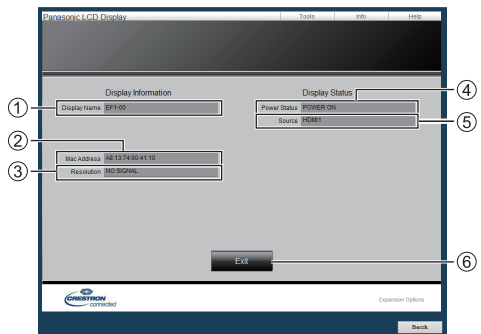 Panasonic LCD Display
Tools Info Help
Display Information
Display Status
④
① Display Name EF1-00
Power Status POWER ON
Source HDMI1
⑤
②
Mac Address A8:13:74:60:41:10
③ Resolution NO SIGNAL
Exit
⑥
CRESTRON
connected
Expansion Options
Back